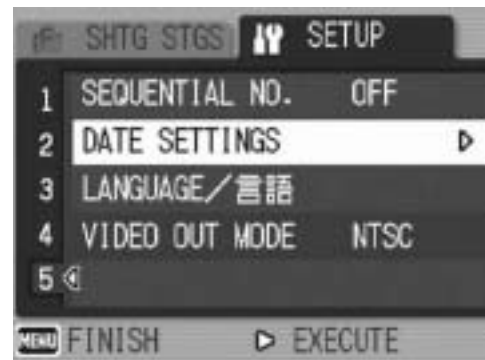 SHTG STGS SETUP
1 SEQUENTIAL NO. OFF
2 DATE SETTINGS
3 LANGUAGE／言語
4 VIDEO OUT MODE NTSC
5
MENU FINISH EXECUTE